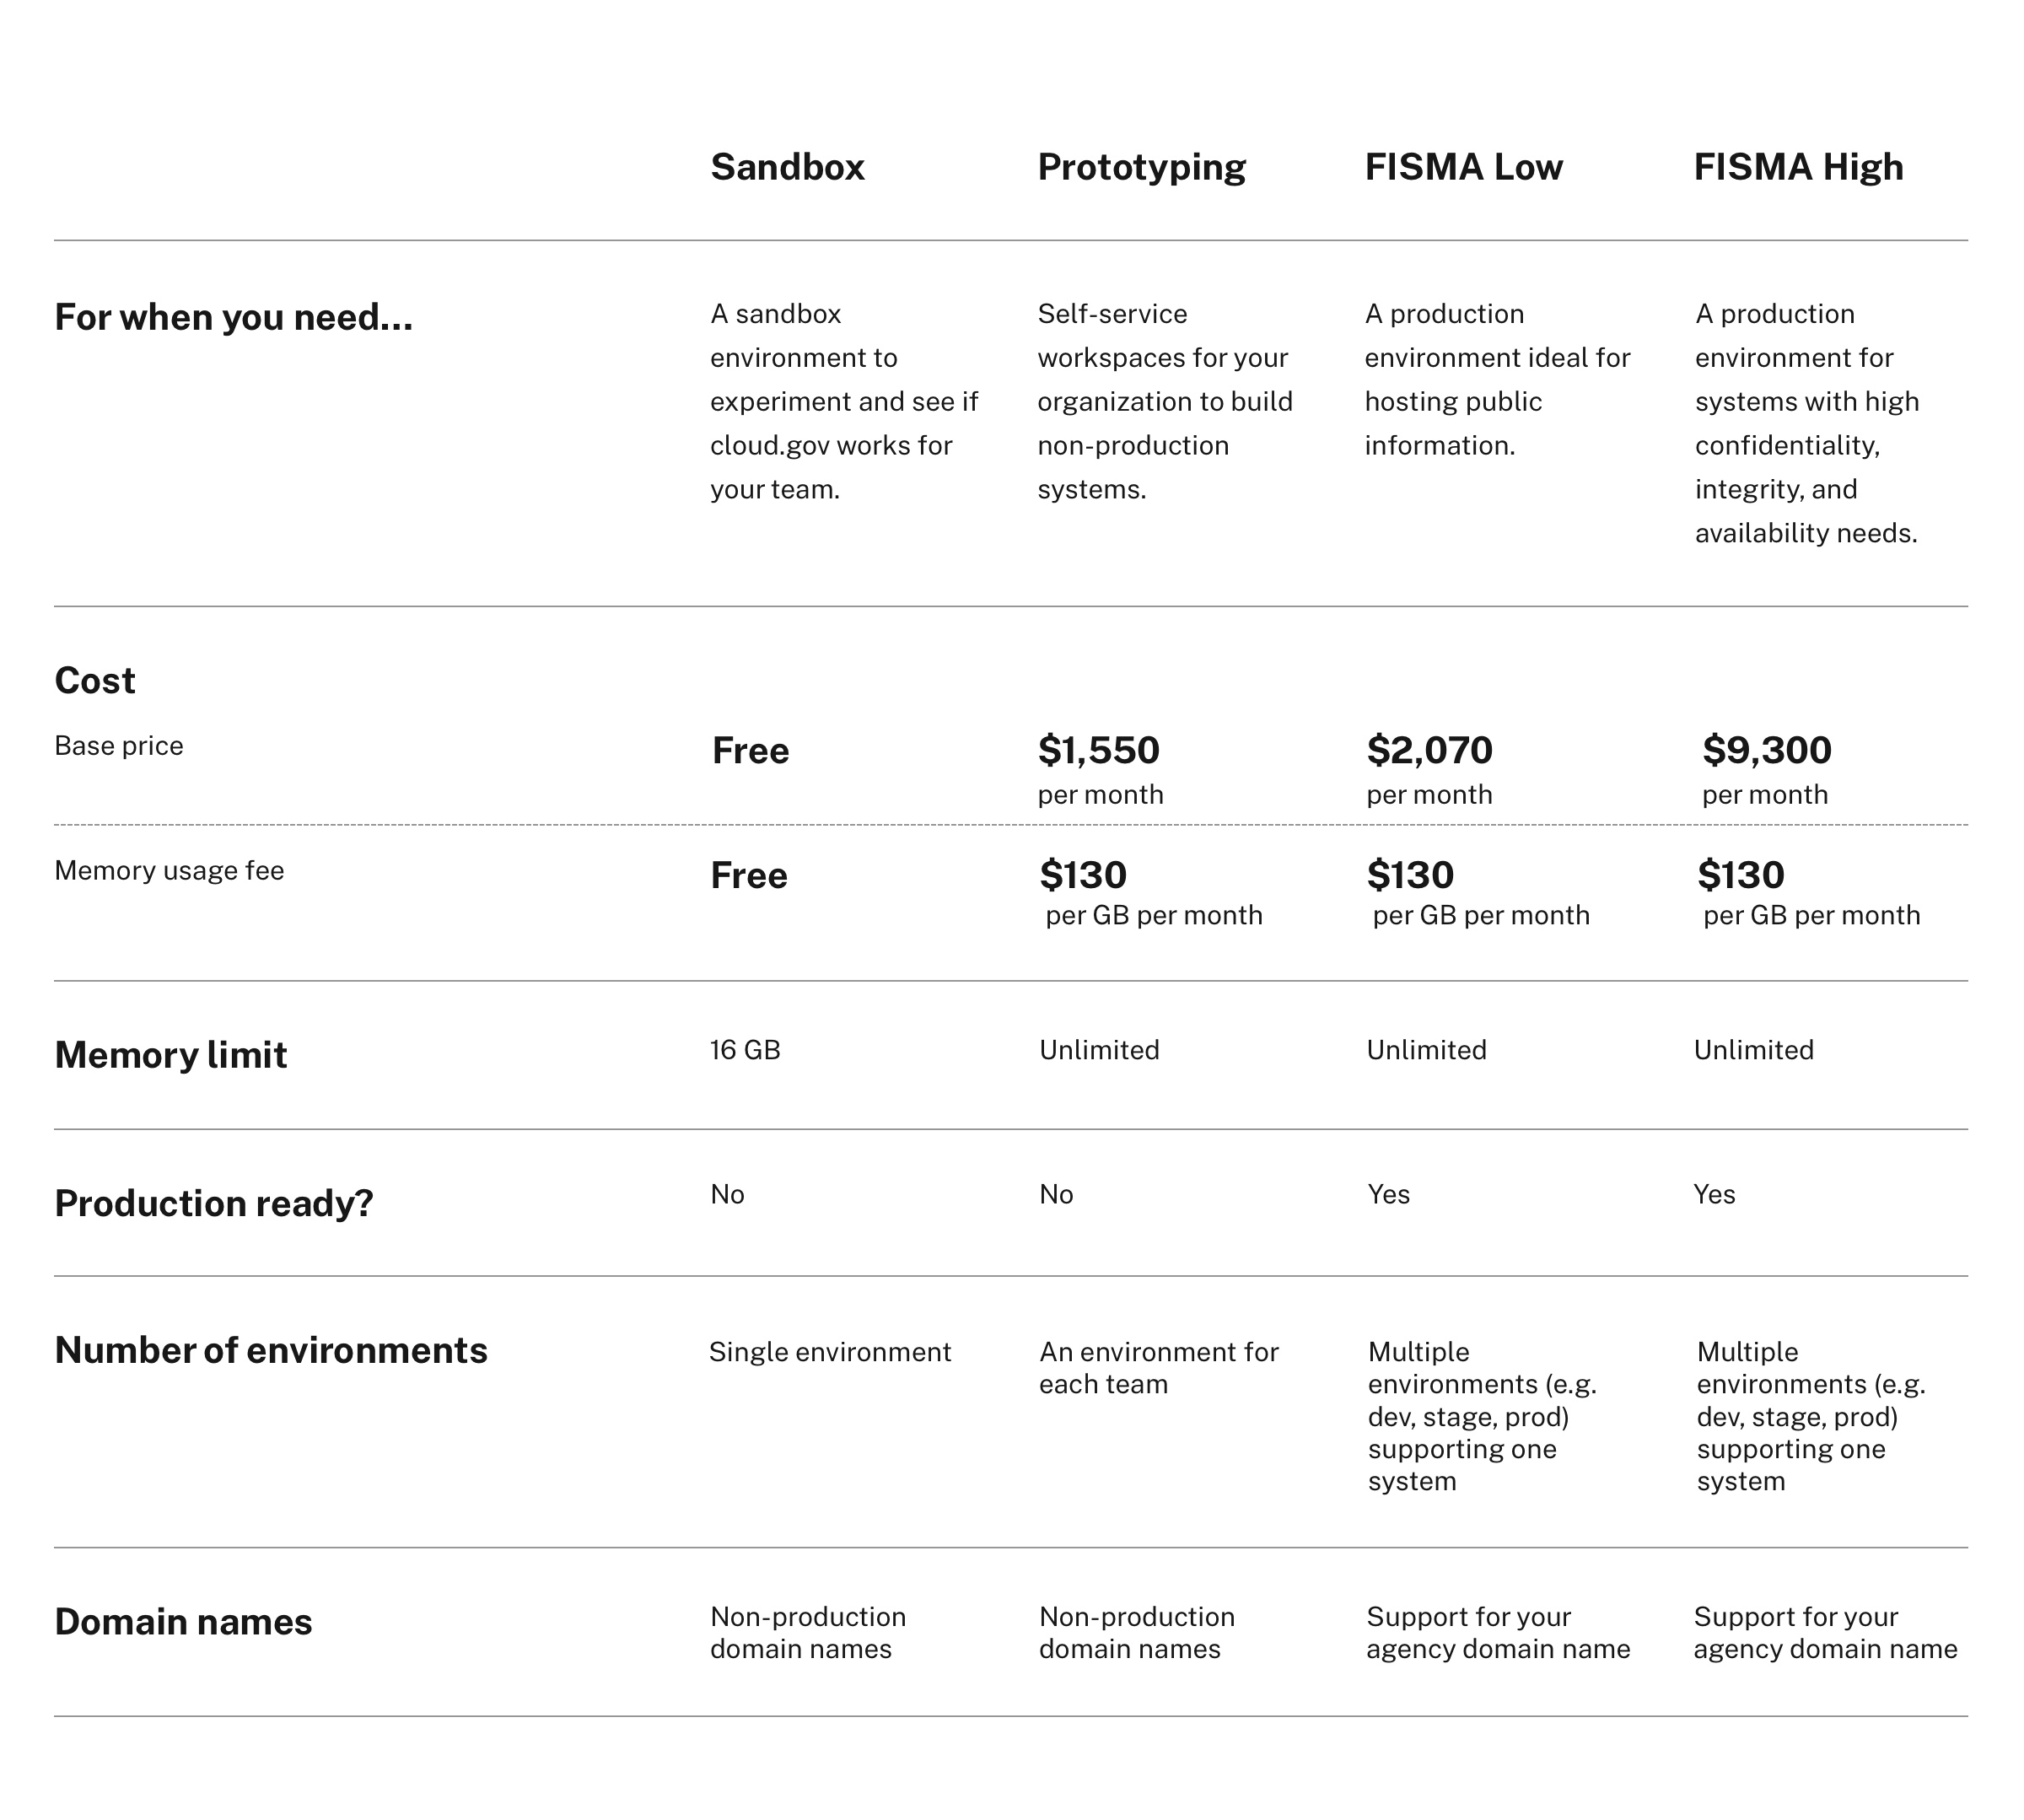 Sandbox Prototyping FISMA Low FISMA High
For when you need...
A sandbox
environment to
experiment and see if
cloud.gov works for
your team.
Self-service
workspaces for your
organization to build
non-production
systems.
A production
environment ideal for
hosting public
information.
A production
environment for
systems with high
confidentiality,
integrity, and
availability needs.
Cost
Base price Free $1,550 $2,070 $9,300
per month per month per month
Memory usage fee Free $130 $130 $130
per GB per month per GB per month per GB per month
Memory limit 16 GB Unlimited Unlimited Unlimited
Production ready? No No Yes Yes
Number of environments
Single environment
An environment for
each team
Multiple
environments (e.g.
dev, stage, prod)
supporting one
system
Multiple
environments (e.g.
dev, stage, prod)
supporting one
system
Domain names
Non-production
domain names
Non-production
domain names
Support for your
agency domain name
Support for your
agency domain name